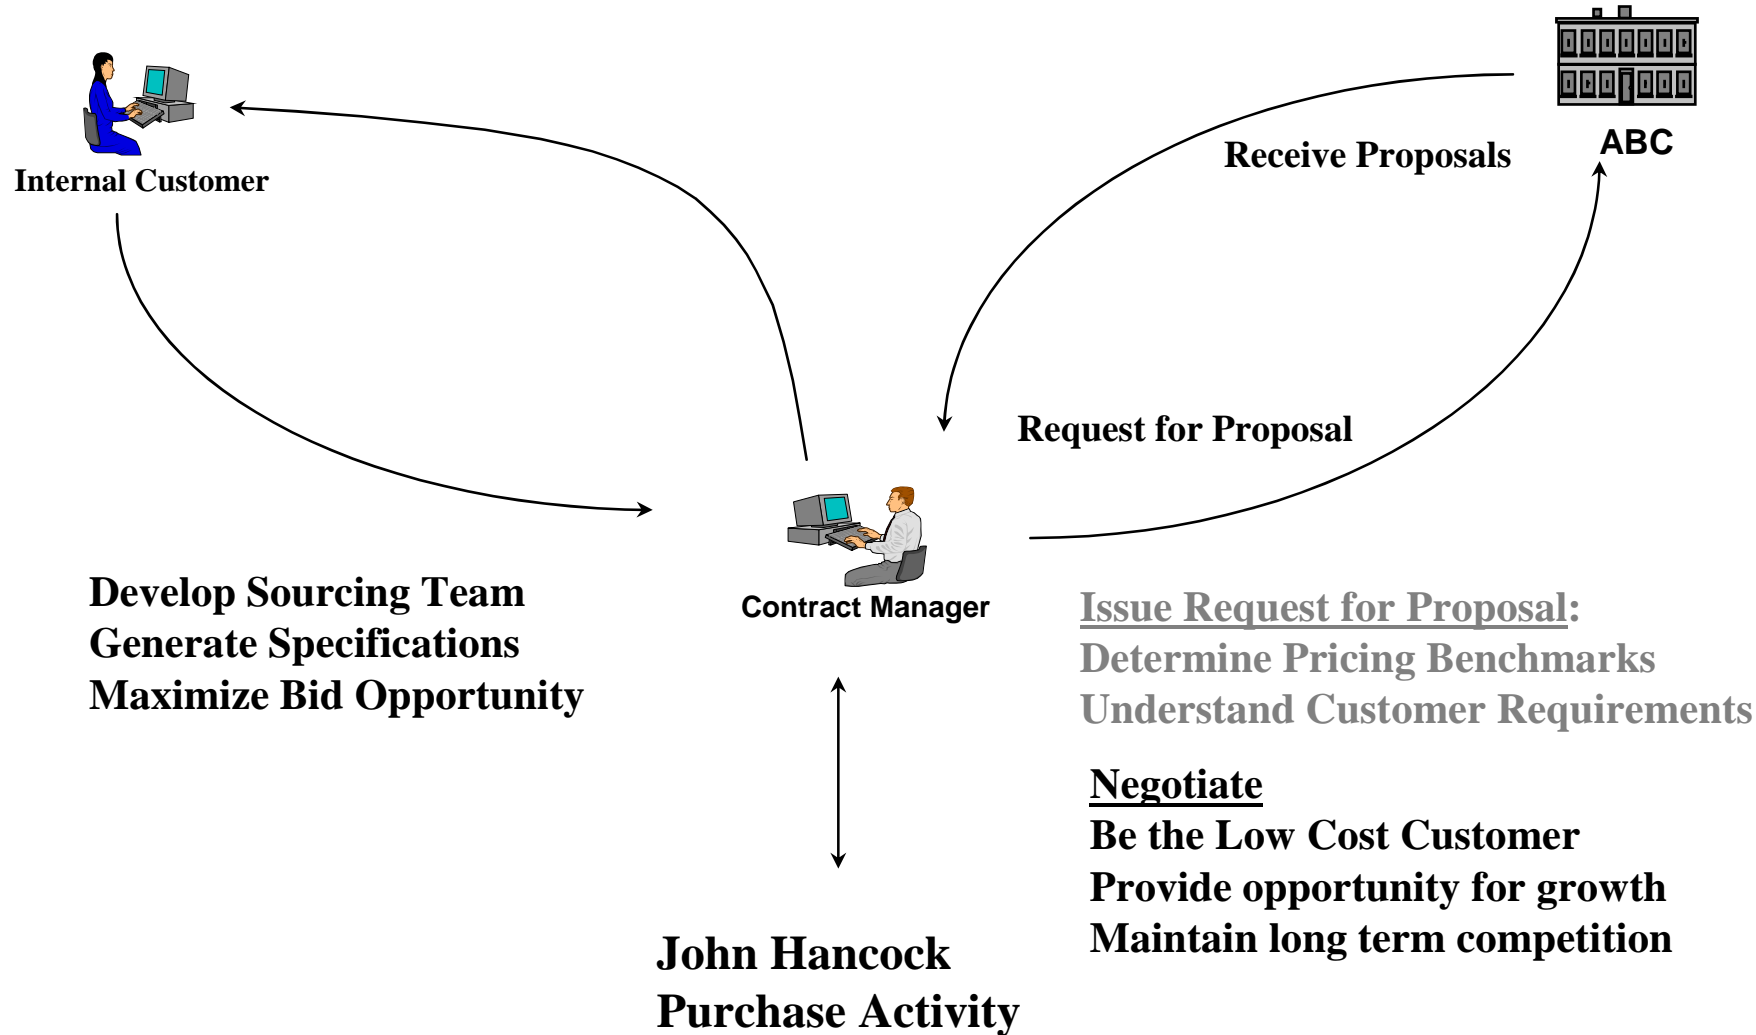 ABC
Receive Proposals
Internal Customer
Request for Proposal
Contract Manager
Develop Sourcing Team
Generate Specifications
Maximize Bid Opportunity
Issue Request for Proposal:
Determine Pricing Benchmarks
Understand Customer Requirements
Negotiate
Be the Low Cost Customer
Provide opportunity for growth
Maintain long term competition
John Hancock
Purchase Activity